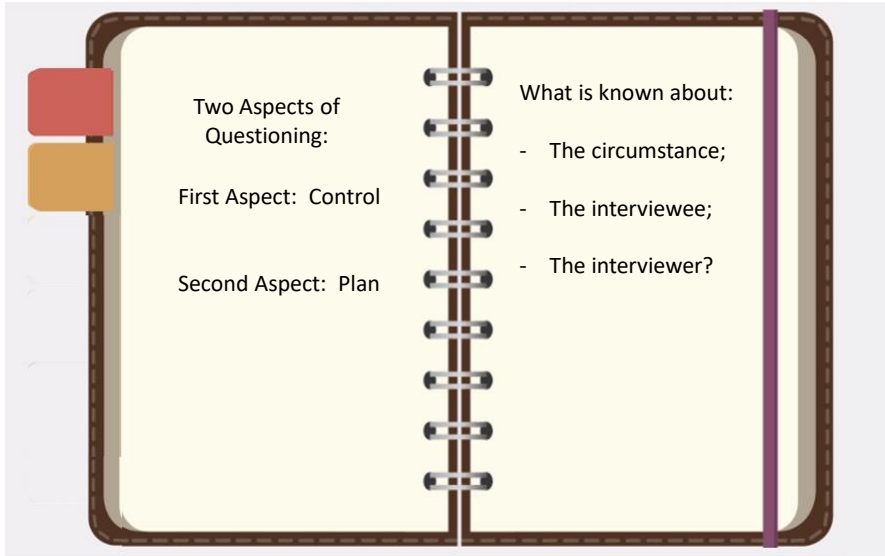 Two Aspects of
Questioning:
First Aspect: Control
Second Aspect: Plan
What is known about:
- The circumstance;
- The interviewee;
- The interviewer?